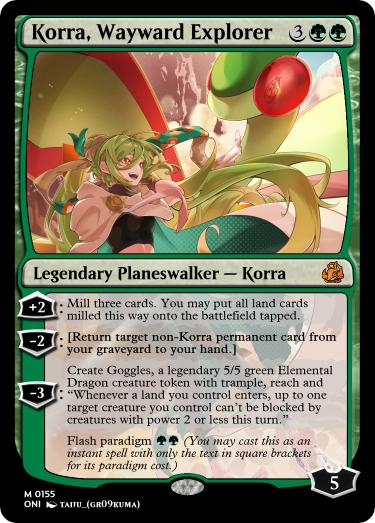 Korra, Wayward Explorer 3
Legendary Planeswalker — Korra
+2: Mill three cards. You may put all land cards
milled this way onto the battlefield tapped.
-2: [Return target non-Korra permanent card from
your graveyard to your hand.]
Create Goggles, a legendary 5/5 green Elemental
Dragon creature token with trample, reach and
-3: “Whenever a land you control enters, up to one
target creature you control can’t be blocked by
creatures with power 2 or less this turn.”
Flash paradigm (You may cast this as an
instant spell with only the text in square brackets
for its paradigm cost.)
5
M 0155
ONI TAIFU_(GR09KUMA)